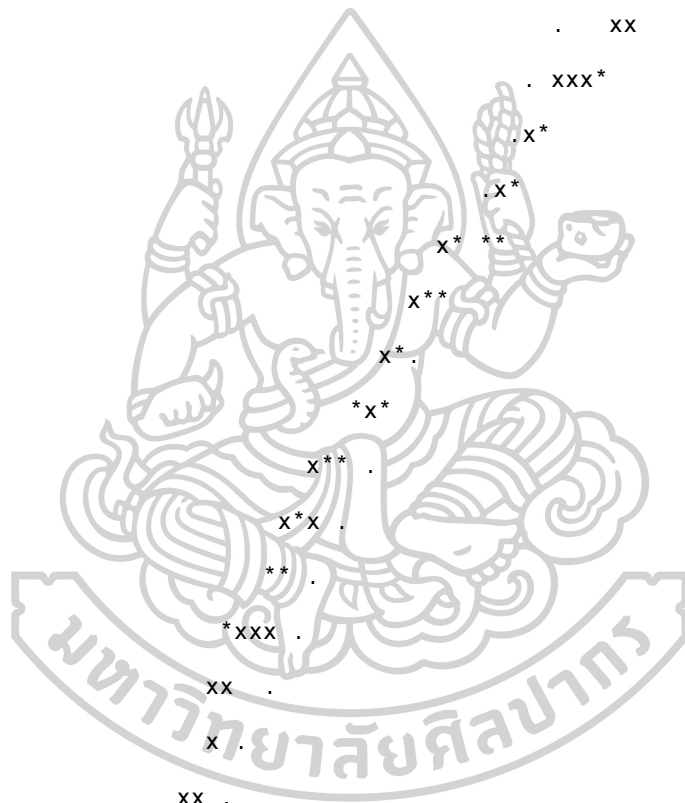 . xx
. xxx*
.x*
.x*
x* **
x**
x*.
*x*
x** .
x*x .
** .
*xxx .
xx .
x .
xx .
มหาวิทยาลัยศิลปากร